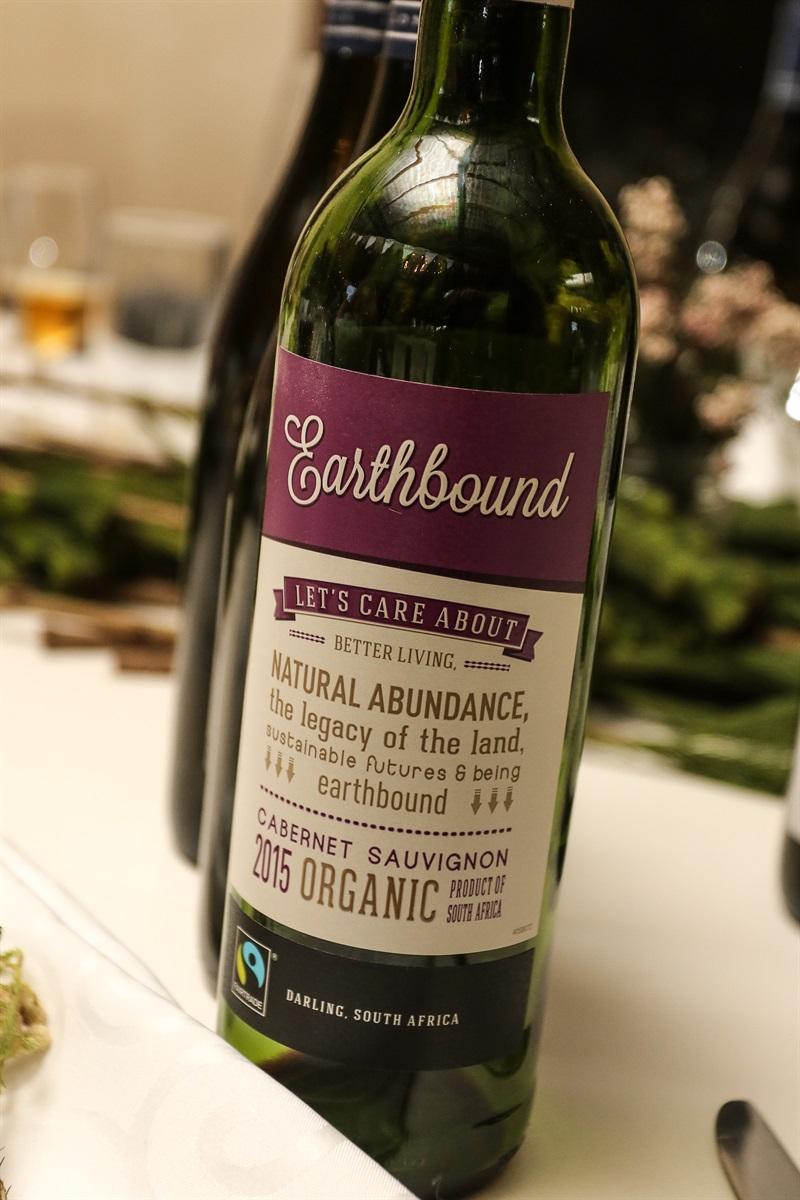 Earthbound
LET'S CARE ABOUT
BETTER LIVING,
NATURAL ABUNDANCE,
the legacy of the land,
sustainable futures & being
earthbound
CABERNET SAUVIGNON
2015 ORGANIC PRODUCT OF
SOUTH AFRICA
FAIRTRADE
®
DARLING, SOUTH AFRICA